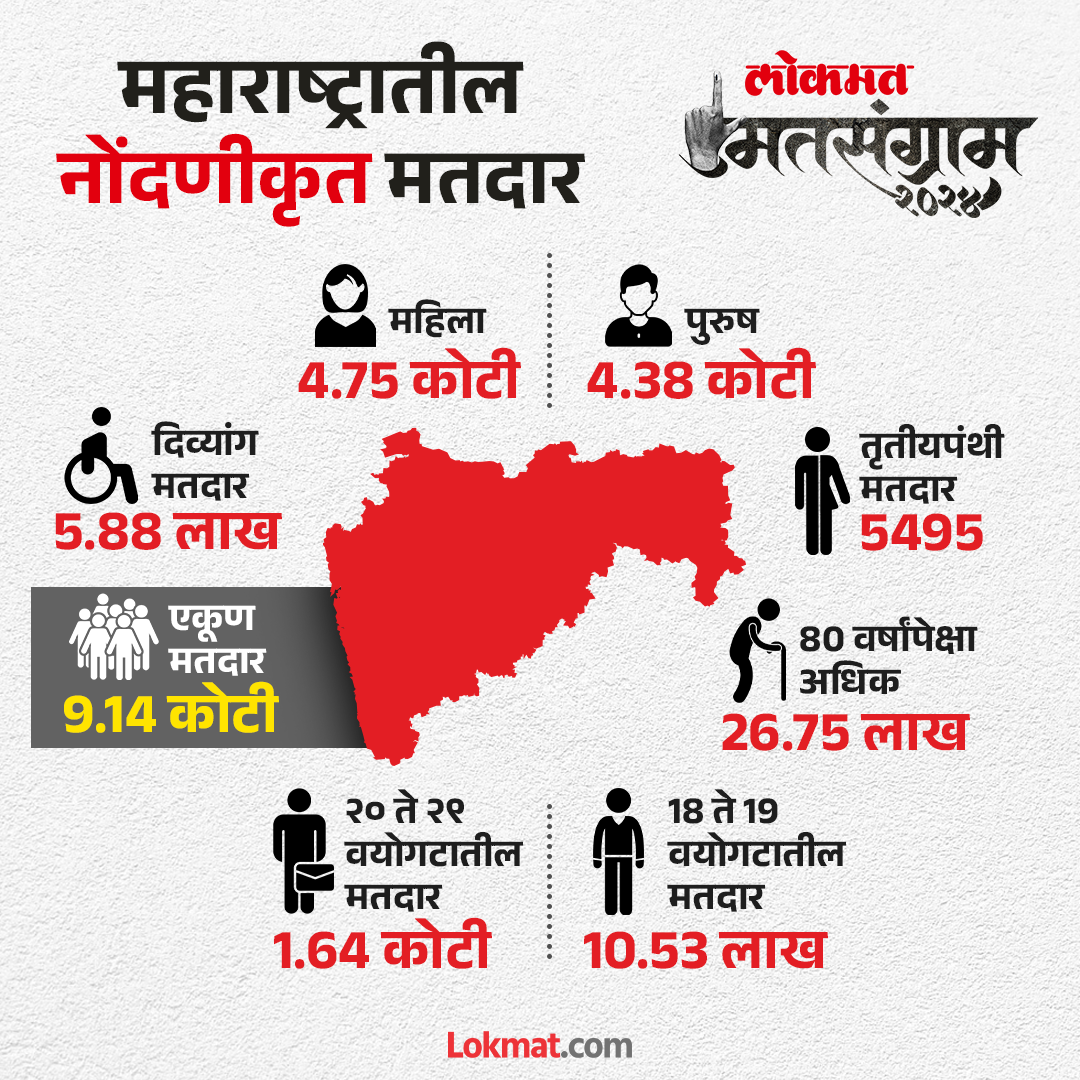 महाराष्ट्रातील
नोंदणीकृत मतदार
लोकमत
मतसंग्राम
२०२४
महिला
4.75 कोटी
पुरुष
4.38 कोटी
दिव्यांग
मतदार
5.88 लाख
तृतीयपंथी
मतदार
5495
एकूण
मतदार
9.14 कोटी
80 वर्षांपेक्षा
अधिक
26.75 लाख
२० ते २९
वयोगटातील
मतदार
1.64 कोटी
18 ते 19
वयोगटातील
मतदार
10.53 लाख
Lokmat.com